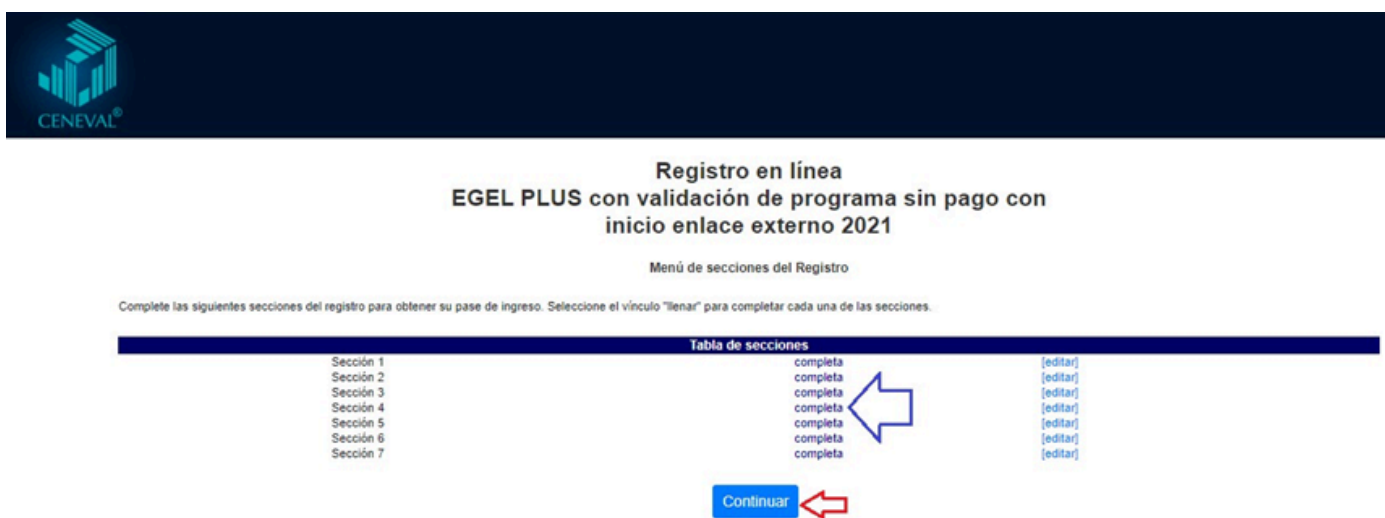 CENEVAL®
Registro en línea
EGEL PLUS con validación de programa sin pago con
inicio enlace externo 2021
Menú de secciones del Registro
Complete las siguientes secciones del registro para obtener su pase de ingreso. Seleccione el vínculo "llenar" para completar cada una de las secciones.
Tabla de secciones
Sección 1 completa [editar]
Sección 2 completa [editar]
Sección 3 completa [editar]
Sección 4 completa [editar]
Sección 5 completa [editar]
Sección 6 completa [editar]
Sección 7 completa [editar]
Continuar